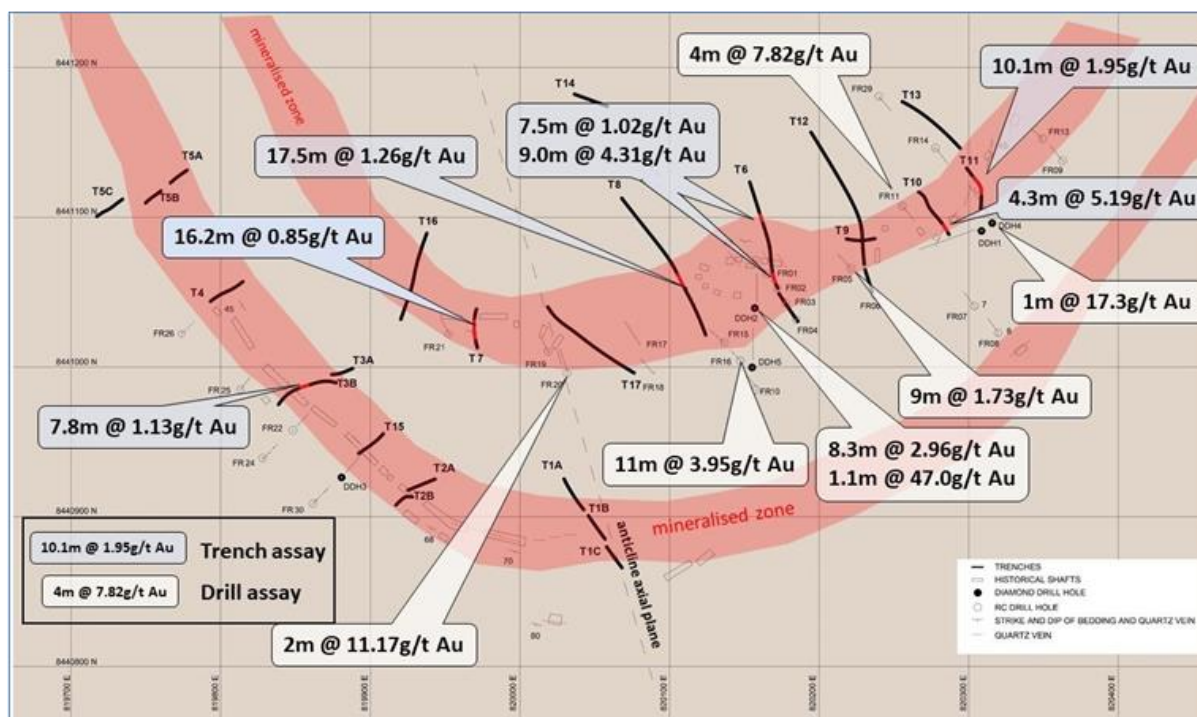 8441200 N
8441100 N
8441000 N
8440900 N
8440800 N
819700 E
819800 E
819900 E
820000 E
820100 E
820200 E
820300 E
820400 E
mineralised zone
mineralised zone
anticline axial plane
4m @ 7.82g/t Au
10.1m @ 1.95g/t Au
7.5m @ 1.02g/t Au
9.0m @ 4.31g/t Au
17.5m @ 1.26g/t Au
16.2m @ 0.85g/t Au
4.3m @ 5.19g/t Au
1m @ 17.3g/t Au
9m @ 1.73g/t Au
8.3m @ 2.96g/t Au
1.1m @ 47.0g/t Au
11m @ 3.95g/t Au
7.8m @ 1.13g/t Au
2m @ 11.17g/t Au
T14
T13
T12
T11
T10
T9
T8
T6
T5A
T5B
T5C
T16
T4
T7
T17
T3A
T3B
T15
T2A
T2B
T1A
T1B
T1C
FR29
FR14
FR13
FR09
FR11
DDH4
DDH1
FR01
FR02
FR03
FR04
FR05
FR06
FR07
7
FR08
DDH2
FR15
FR16
DDH5
FR10
FR17
FR18
FR19
FR20
FR21
FR26
45
FR25
FR22
FR24
DDH3
FR30
68
70
80
10.1m @ 1.95g/t Au Trench assay
4m @ 7.82g/t Au Drill assay
TRENCHES
HISTORICAL SHAFTS
DIAMOND DRILL HOLE
RC DRILL HOLE
STRIKE AND DIP OF BEDDING AND QUARTZ VEIN
QUARTZ VEIN